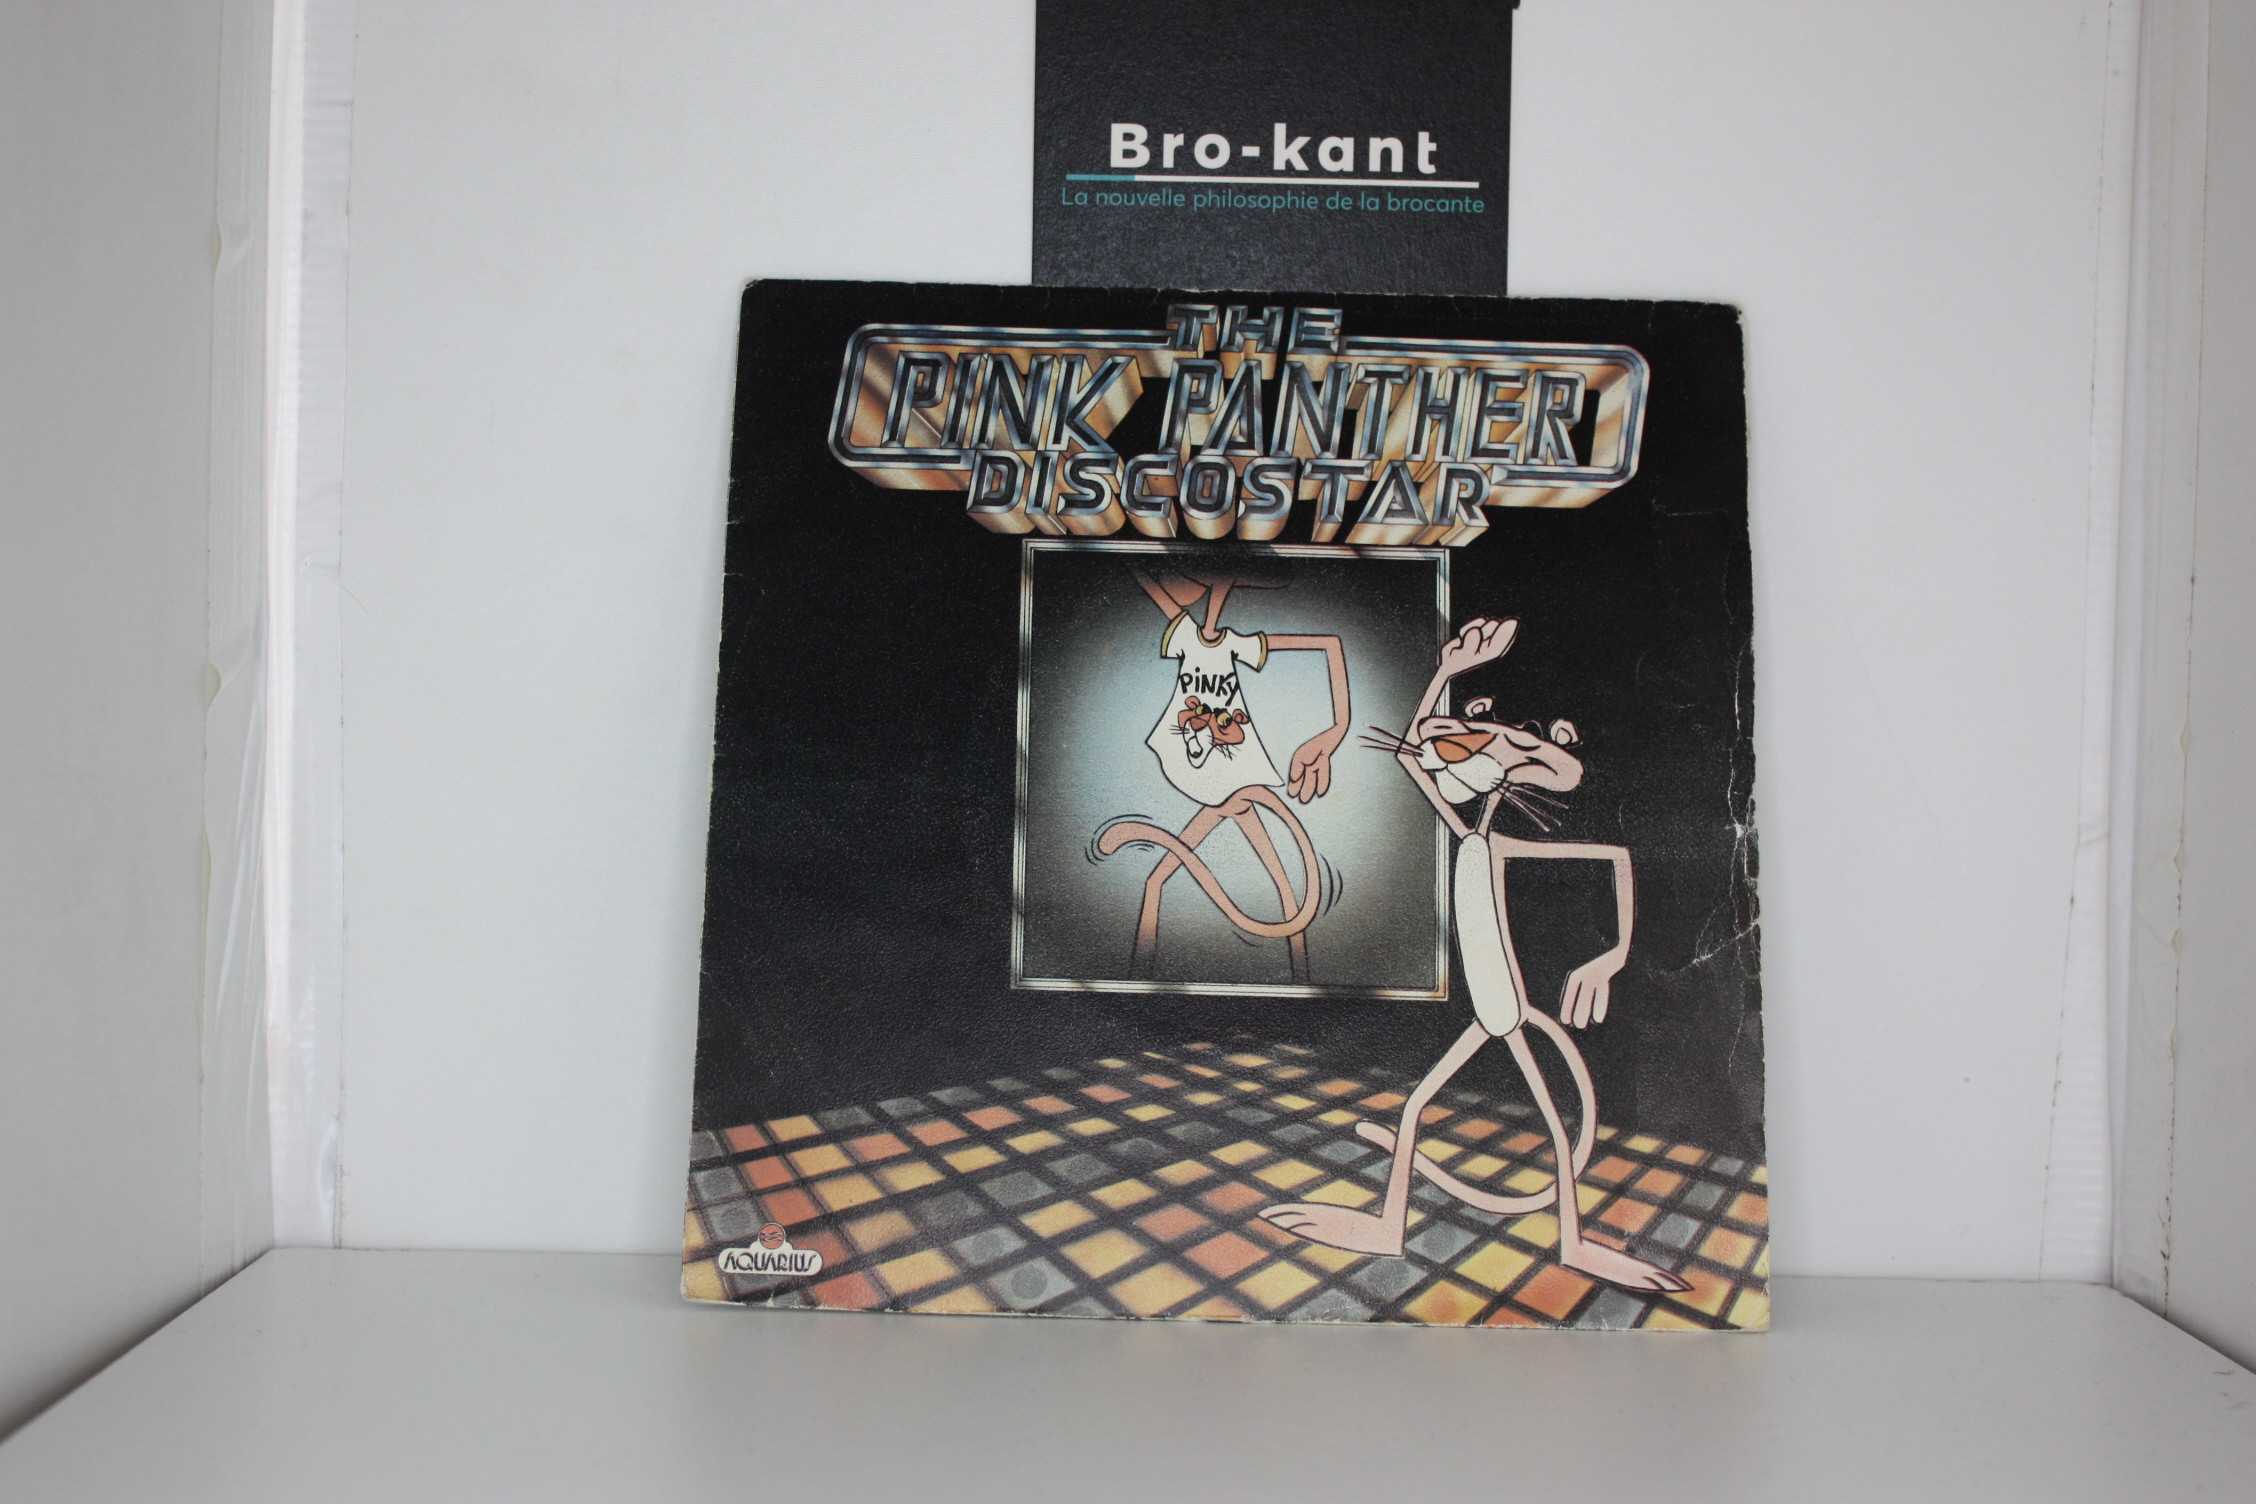 Bro-kant
La nouvelle philosophie de la brocante
THE
PINK PANTHER
DISCOSTAR
PiNKY
AQUARIUS